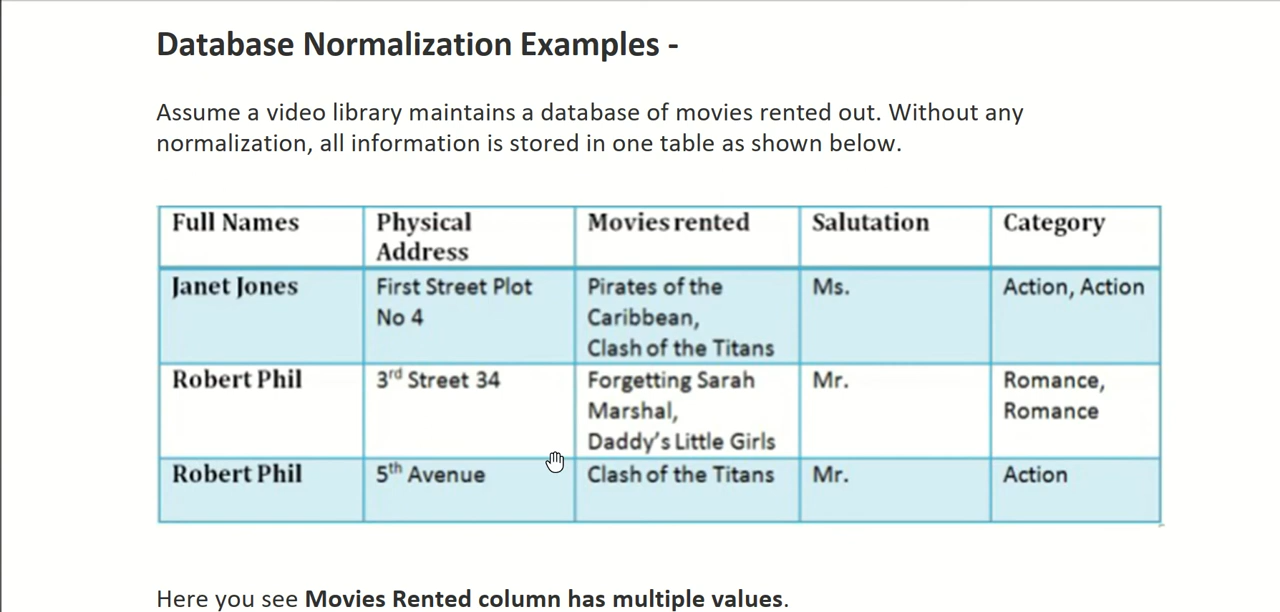 Database Normalization Examples -
Assume a video library maintains a database of movies rented out. Without any
normalization, all information is stored in one table as shown below.
Full Names
Physical
Address
Movies rented
Salutation
Category
Janet Jones
First Street Plot
No 4
Pirates of the
Caribbean,
Clash of the Titans
Ms.
Action, Action
Robert Phil
3rd Street 34
Forgetting Sarah
Marshal,
Daddy's Little Girls
Mr.
Romance,
Romance
Robert Phil
5th Avenue
Clash of the Titans
Mr.
Action
Here you see Movies Rented column has multiple values.